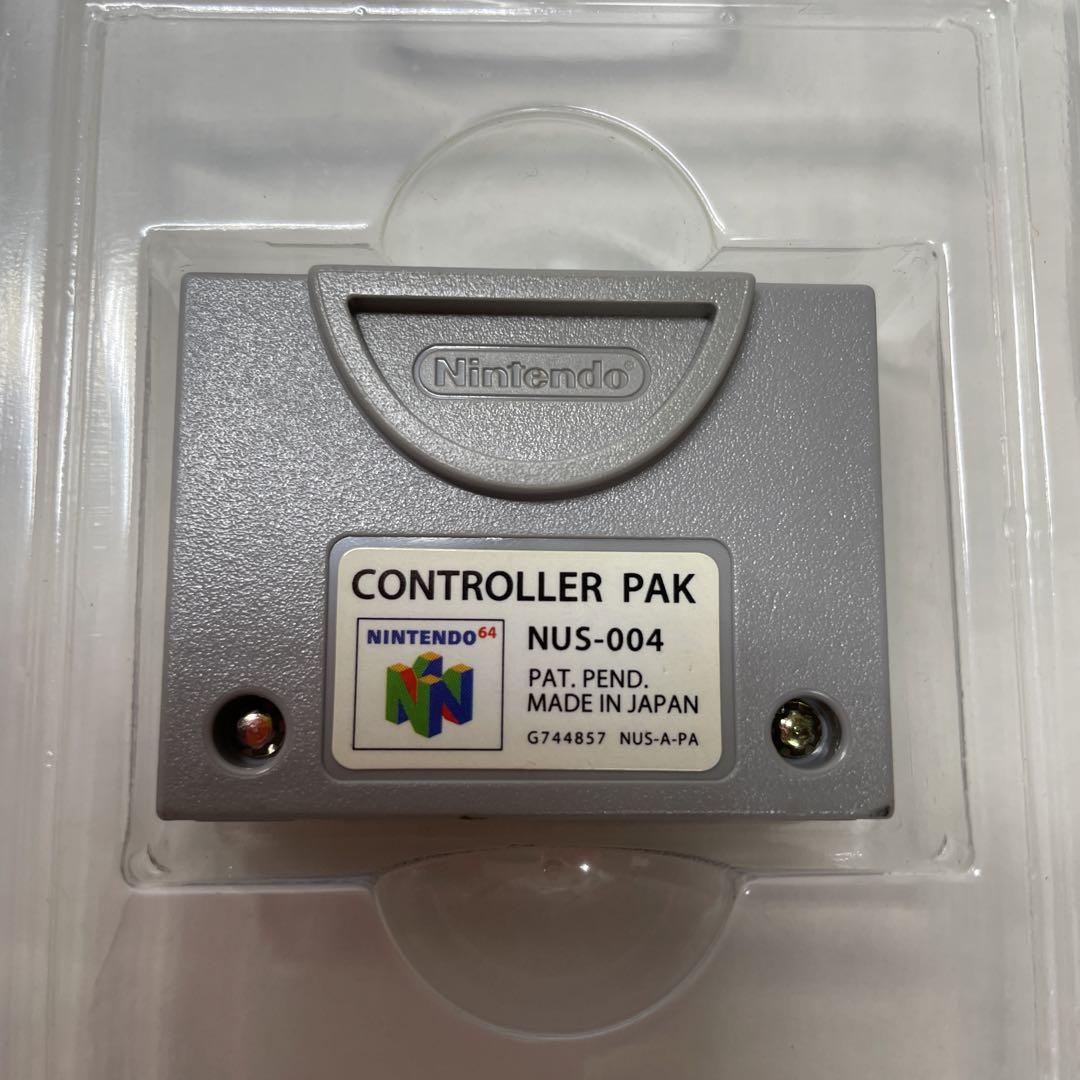 Nintendo®
CONTROLLER PAK
NINTENDO64
NUS-004
PAT. PEND.
MADE IN JAPAN
G744857 NUS-A-PA